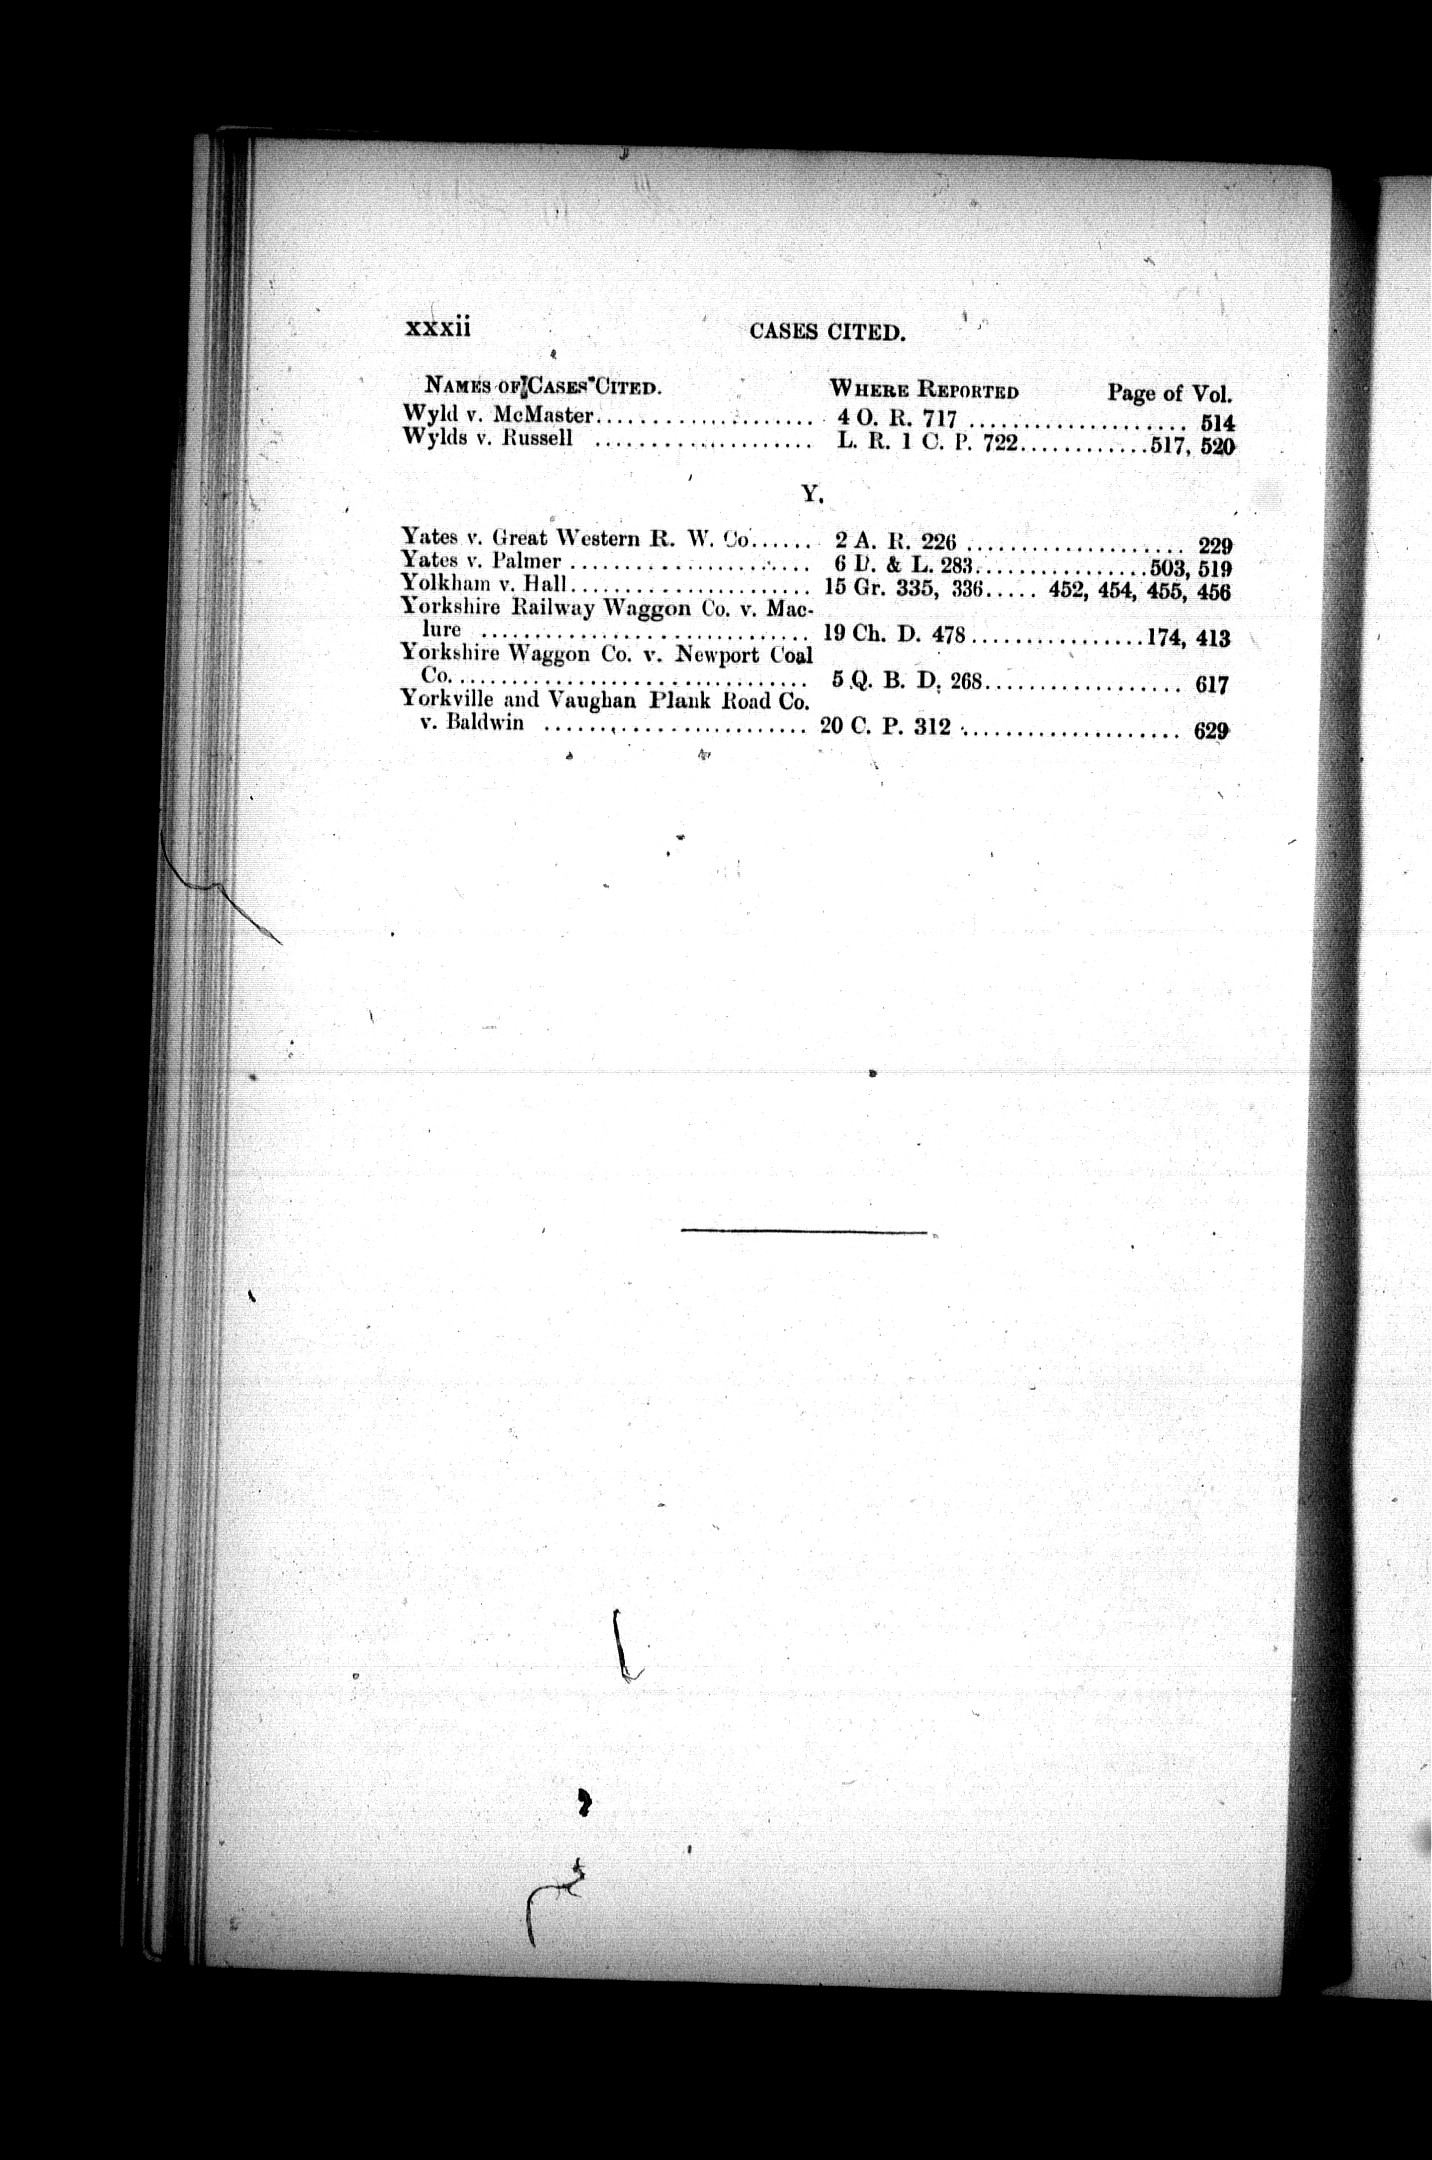 xxxii CASES CITED.
NAMES OF CASES CITED. WHERE REPORTED Page of Vol.
Wyld v. McMaster.................... 4 O. R. 717 .................... 514
Wylds v. Russell .................... L. R. 1 C. P. 722............517, 520
Y.
Yates v. Great Western R. W. Co...... 2 A. R. 226 .................... 229
Yates v. Palmer ...................... 6 D. & L. 283................503, 519
Yolkham v. Hall...................... 15 Gr. 335, 336..... 452, 454, 455, 456
Yorkshire Railway Waggon Co. v. Mac-
lure .............................. 19 Ch. D. 478................174, 413
Yorkshire Waggon Co. v. Newport Coal
Co................................. 5 Q. B. D. 268.................. 617
Yorkville and Vaughan Plank Road Co.
v. Baldwin ........................ 20 C. P. 312 .................... 629